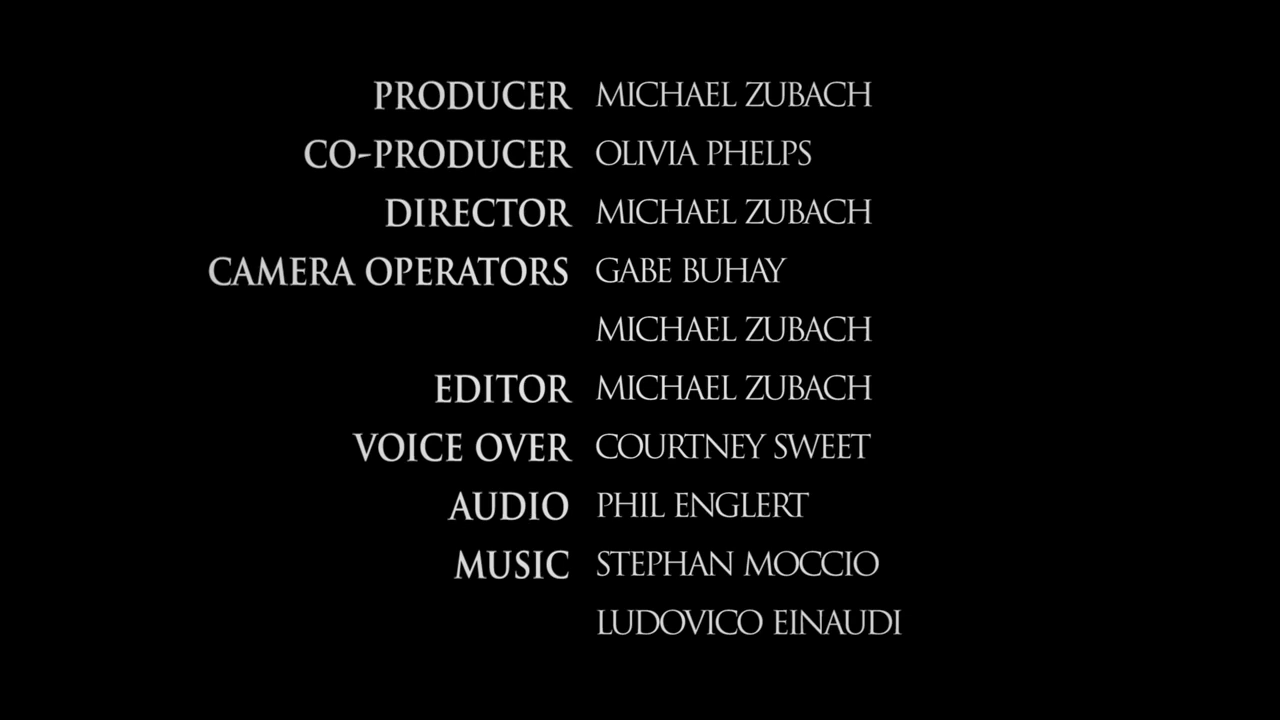 PRODUCER MICHAEL ZUBACH
CO-PRODUCER OLIVIA PHELPS
DIRECTOR MICHAEL ZUBACH
CAMERA OPERATORS GABE BUHAY
MICHAEL ZUBACH
EDITOR MICHAEL ZUBACH
VOICE OVER COURTNEY SWEET
AUDIO PHIL ENGLERT
MUSIC STEPHAN MOCCIO
LUDOVICO EINAUDI